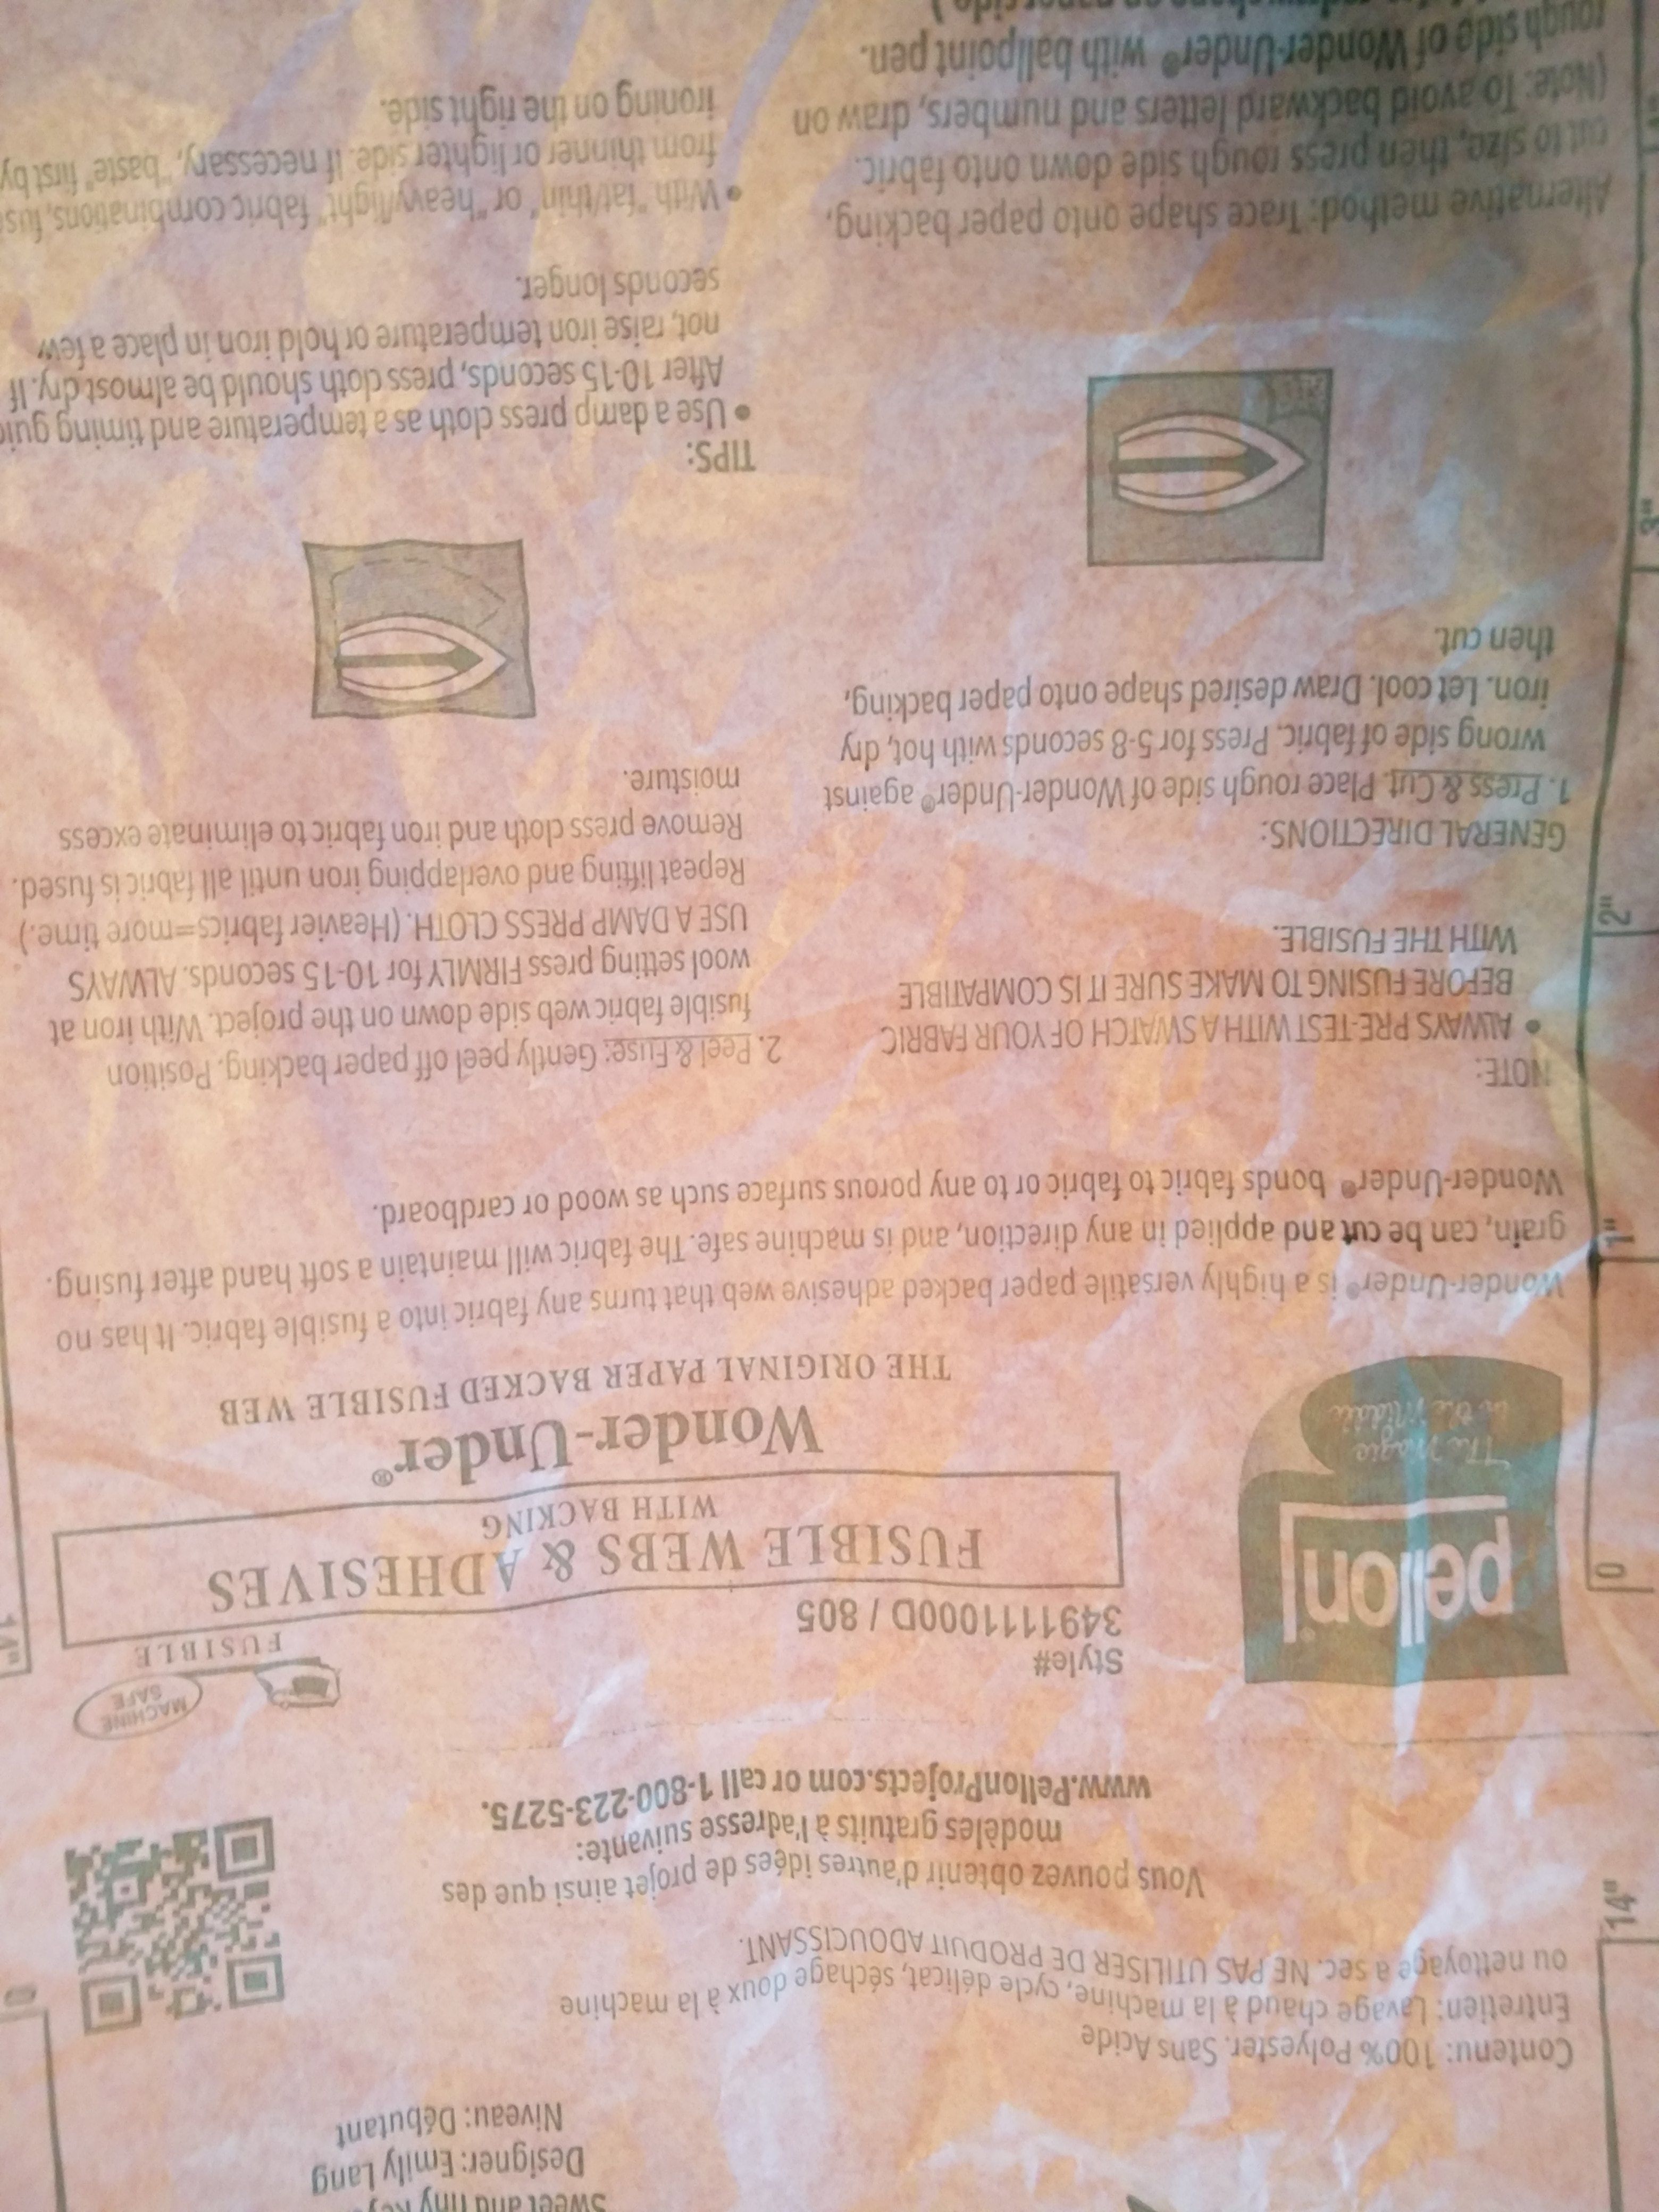 Sweet and Tiny
Designer: Emily Lang
Niveau: Débutant
Contenu: 100% Polyester. Sans Acide
Entretien: Lavage chaud à la machine, cycle délicat, séchage doux à la machine
ou nettoyage a sec. NE PAS UTILISER DE PRODUIT ADOUCISSANT.
14"
0
Vous pouvez obtenir d'autres idées de projet ainsi que des
modèles gratuits à l'adresse suivante:
www.PellonProjects.com or call 1-800-223-5275.
pellon®
The Magic
in the Middle
Style#
349111000D / 805
MACHINE
SAFE
FUSIBLE
14"
FUSIBLE WEBS & ADHESIVES
WITH BACKING
Wonder-Under®
THE ORIGINAL PAPER BACKED FUSIBLE WEB
Wonder-Under® is a highly versatile paper backed adhesive web that turns any fabric into a fusible fabric. It has no
grain, can be cut and applied in any direction, and is machine safe. The fabric will maintain a soft hand after fusing.
Wonder-Under® bonds fabric to fabric or to any porous surface such as wood or cardboard.
0
1"
2"
3"
NOTE:
• ALWAYS PRE-TEST WITH A SWATCH OF YOUR FABRIC
BEFORE FUSING TO MAKE SURE IT IS COMPATIBLE
WITH THE FUSIBLE.
GENERAL DIRECTIONS:
1. Press & Cut. Place rough side of Wonder-Under® against
wrong side of fabric. Press for 5-8 seconds with hot, dry
iron. Let cool. Draw desired shape onto paper backing,
then cut.
Alternative method: Trace shape onto paper backing,
cut to size, then press rough side down onto fabric.
(Note: To avoid backward letters and numbers, draw on
rough side of Wonder-Under® with ballpoint pen.
shape on paper side.)
2. Peel & Fuse: Gently peel off paper backing. Position
fusible fabric web side down on the project. With iron at
wool setting press FIRMLY for 10-15 seconds. ALWAYS
USE A DAMP PRESS CLOTH. (Heavier fabrics=more time.)
Repeat lifting and overlapping iron until all fabric is fused.
Remove press cloth and iron fabric to eliminate excess
moisture.
TIPS:
• Use a damp press cloth as a temperature and timing
After 10-15 seconds, press cloth should be almost dry. If
not, raise iron temperature or hold iron in place a few
seconds longer.
• With "fat/thin" or "heavy/light" fabric combinations,
from thinner or lighter side. If necessary, "baste" first by
ironing on the right side.